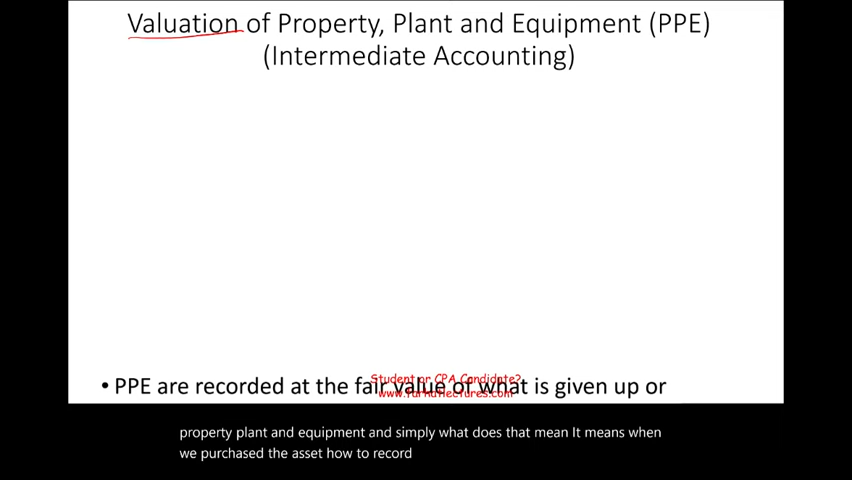 Valuation of Property, Plant and Equipment (PPE)
(Intermediate Accounting)
• PPE are recorded at the fair value of what is given up or
Student or CPA Candidate?
www.farhatlectures.com
property plant and equipment and simply what does that mean It means when
we purchased the asset how to record